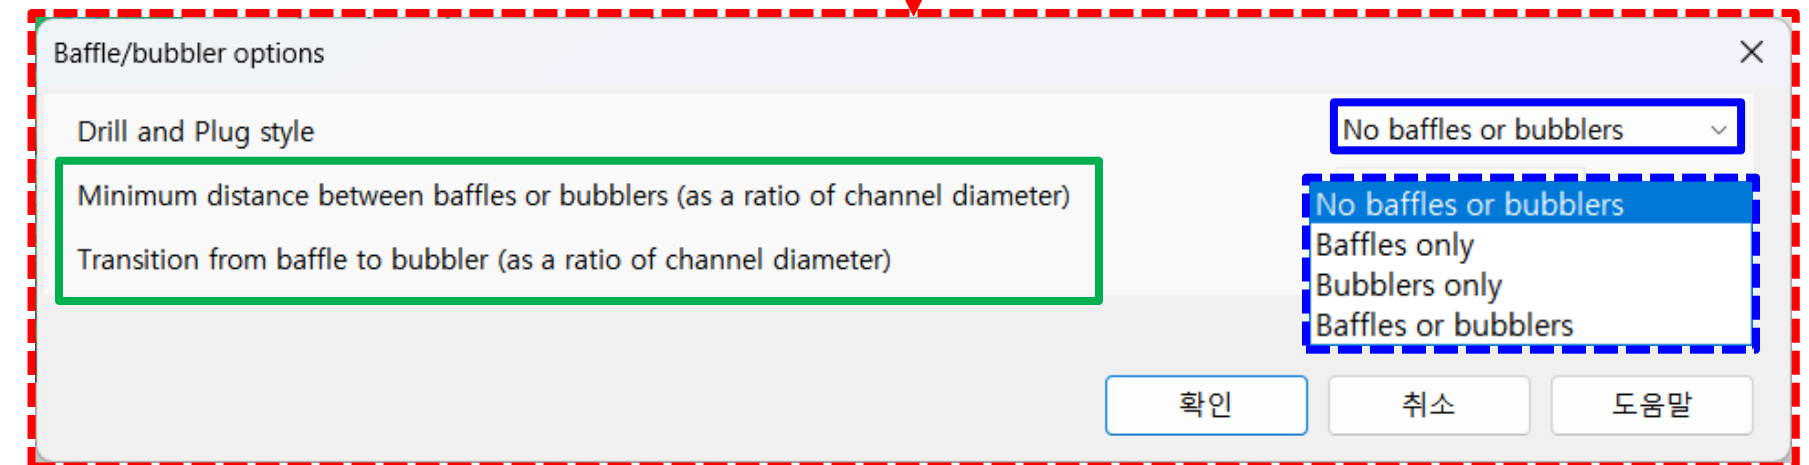 Baffle/bubbler options
Drill and Plug style
No baffles or bubblers
Minimum distance between baffles or bubblers (as a ratio of channel diameter)
Transition from baffle to bubbler (as a ratio of channel diameter)
No baffles or bubblers
Baffles only
Bubblers only
Baffles or bubblers
확인
취소
도움말